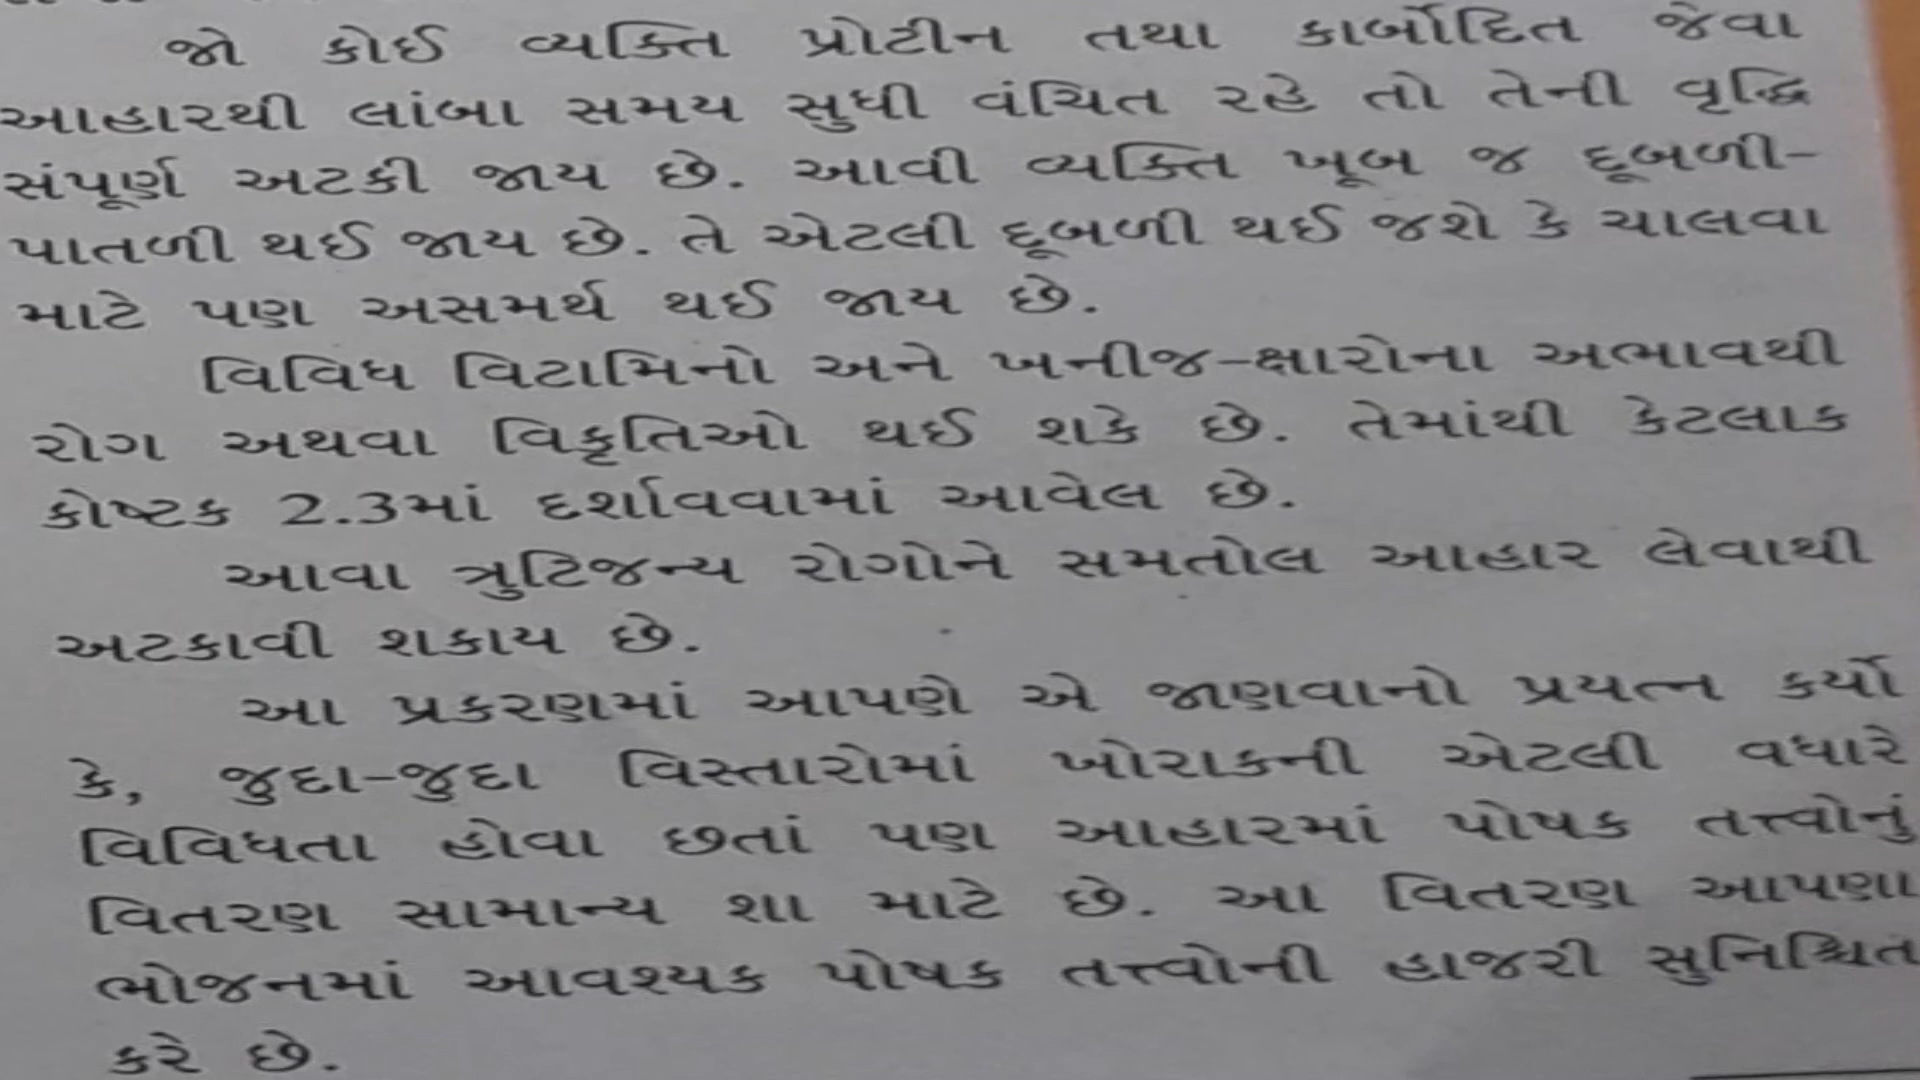 જો કોઈ વ્યક્તિ પ્રોટીન તથા કાર્બોદિત જેવા
આહારથી લાંબા સમય સુધી વંચિત રહે તો તેની વૃદ્ધિ
સંપૂર્ણ અટકી જાય છે. આવી વ્યક્તિ ખૂબ જ દૂબળી-
પાતળી થઈ જાય છે. તે એટલી દૂબળી થઈ જશે કે ચાલવા
માટે પણ અસમર્થ થઈ જાય છે.
વિવિધ વિટામિનો અને ખનીજ-ક્ષારોના અભાવથી
રોગ અથવા વિકૃતિઓ થઈ શકે છે. તેમાંથી કેટલાક
કોષ્ટક 2.3માં દર્શાવવામાં આવેલ છે.
આવા ત્રુટિજન્ય રોગોને સમતોલ આહાર લેવાથી
અટકાવી શકાય છે.
આ પ્રકરણમાં આપણે એ જાણવાનો પ્રયત્ન કર્યો
કે, જુદા-જુદા વિસ્તારોમાં ખોરાકની એટલી વધારે
વિવિધતા હોવા છતાં પણ આહારમાં પોષક તત્ત્વોનું
વિતરણ સામાન્ય શા માટે છે. આ વિતરણ આપણા
ભોજનમાં આવશ્યક પોષક તત્ત્વોની હાજરી સુનિશ્ચિત
કરે છે.